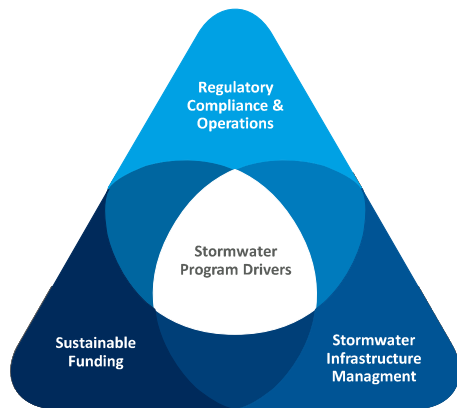 Regulatory
Compliance &
Operations
Stormwater
Program Drivers
Sustainable
Funding
Stormwater
Infrastructure
Managment